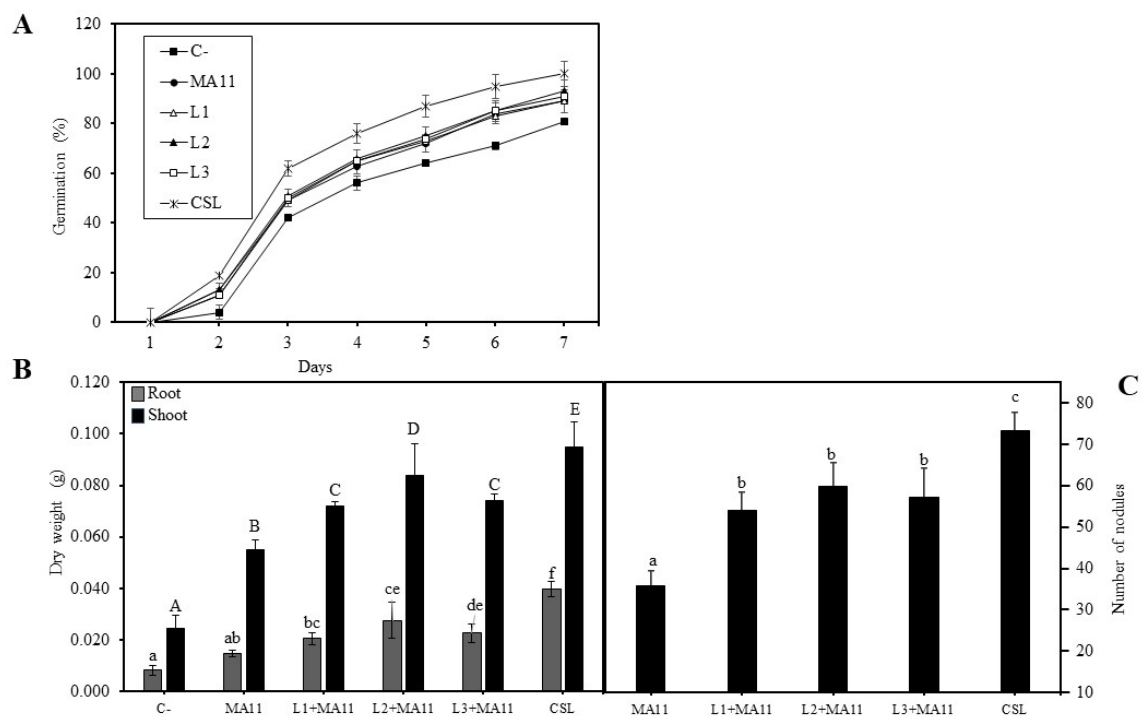 A
120
100
80
60
40
20
0
Germination (%)
C-
MA11
L1
L2
L3
CSL
1 2 3 4 5 6 7
Days
B
0.120
0.100
0.080
0.060
0.040
0.020
0.000
Dry weight (g)
Root
Shoot
a A ab B bc C ce D de C f E
C- MA11 L1+MA11 L2+MA11 L3+MA11 CSL
C
a b b b c
80
70
60
50
40
30
20
10
Number of nodules
MA11 L1+MA11 L2+MA11 L3+MA11 CSL